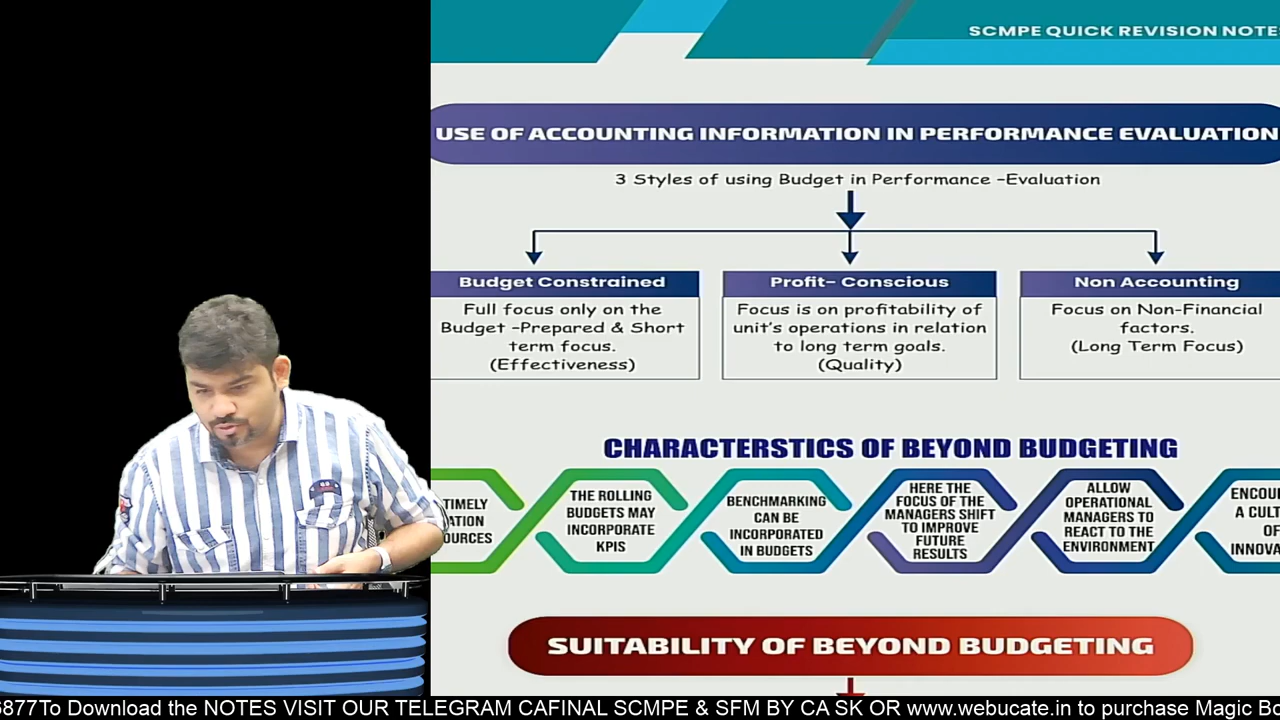 SCMPE QUICK REVISION NOTE
USE OF ACCOUNTING INFORMATION IN PERFORMANCE EVALUATION
3 Styles of using Budget in Performance -Evaluation
Budget Constrained
Full focus only on the
Budget -Prepared & Short
term focus.
(Effectiveness)
Profit- Conscious
Focus is on profitability of
unit's operations in relation
to long term goals.
(Quality)
Non Accounting
Focus on Non-Financial
factors.
(Long Term Focus)
CHARACTERSTICS OF BEYOND BUDGETING
TIMELY
ATION
OURCES
THE ROLLING
BUDGETS MAY
INCORPORATE
KPIS
BENCHMARKING
CAN BE
INCORPORATED
IN BUDGETS
HERE THE
FOCUS OF THE
MANAGERS SHIFT
TO IMPROVE
FUTURE
RESULTS
ALLOW
OPERATIONAL
MANAGERS TO
REACT TO THE
ENVIRONMENT
ENCOU
A CULT
OF
INNOVA
SUITABILITY OF BEYOND BUDGETING
6877To Download the NOTES VISIT OUR TELEGRAM CAFINAL SCMPE & SFM BY CA SK OR www.webucate.in to purchase Magic Bo